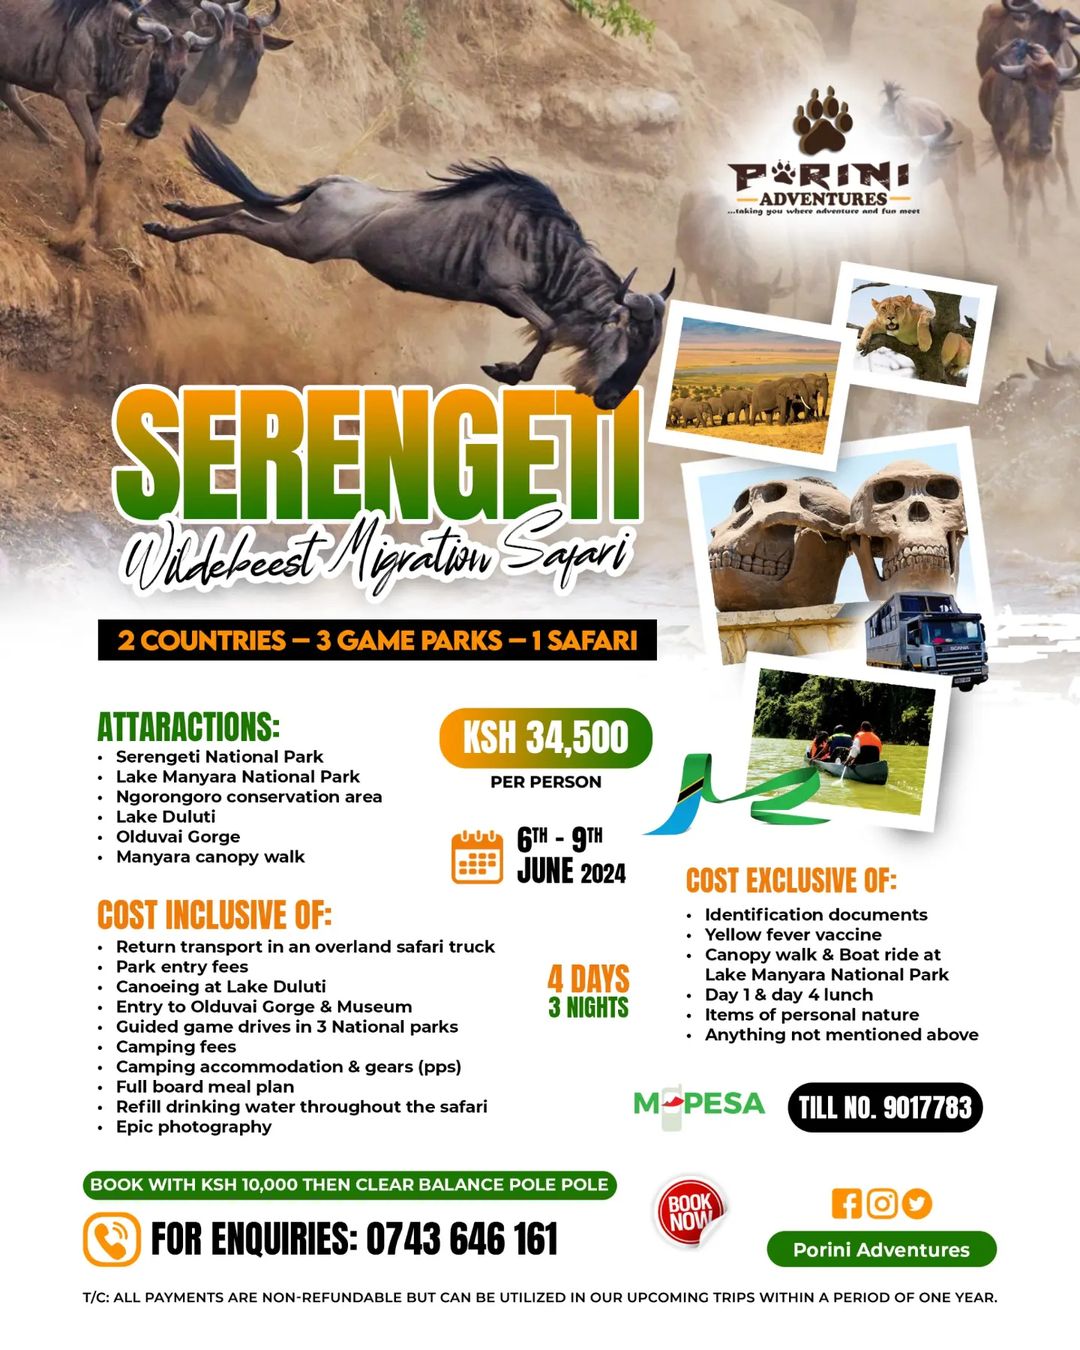 PORINI
ADVENTURES
...taking you where adventure and fun meet
SERENGETI
Wildebeest Migration Safari
2 COUNTRIES – 3 GAME PARKS – 1 SAFARI
ATTARACTIONS:
• Serengeti National Park
• Lake Manyara National Park
• Ngorongoro conservation area
• Lake Duluti
• Olduvai Gorge
• Manyara canopy walk
KSH 34,500
PER PERSON
6TH - 9TH
JUNE 2024
COST INCLUSIVE OF:
• Return transport in an overland safari truck
• Park entry fees
• Canoeing at Lake Duluti
• Entry to Olduvai Gorge & Museum
• Guided game drives in 3 National parks
• Camping fees
• Camping accommodation & gears (pps)
• Full board meal plan
• Refill drinking water throughout the safari
• Epic photography
4 DAYS
3 NIGHTS
SCANIA
COST EXCLUSIVE OF:
• Identification documents
• Yellow fever vaccine
• Canopy walk & Boat ride at
Lake Manyara National Park
• Day 1 & day 4 lunch
• Items of personal nature
• Anything not mentioned above
M-PESA
TILL NO. 9017783
BOOK WITH KSH 10,000 THEN CLEAR BALANCE POLE POLE
FOR ENQUIRIES: 0743 646 161
BOOK
NOW
Porini Adventures
T/C: ALL PAYMENTS ARE NON-REFUNDABLE BUT CAN BE UTILIZED IN OUR UPCOMING TRIPS WITHIN A PERIOD OF ONE YEAR.